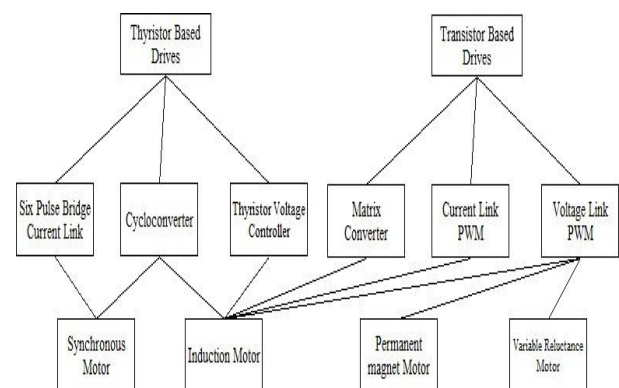 Thyristor Based
Drives
Transistor Based
Drives
Six Pulse Bridge
Current Link
Cycloconverter
Thyristor Voltage
Controller
Matrix
Converter
Current Link
PWM
Voltage Link
PWM
Synchronous
Motor
Induction Motor
Permanent
magnet Motor
Variable Reluctance
Motor